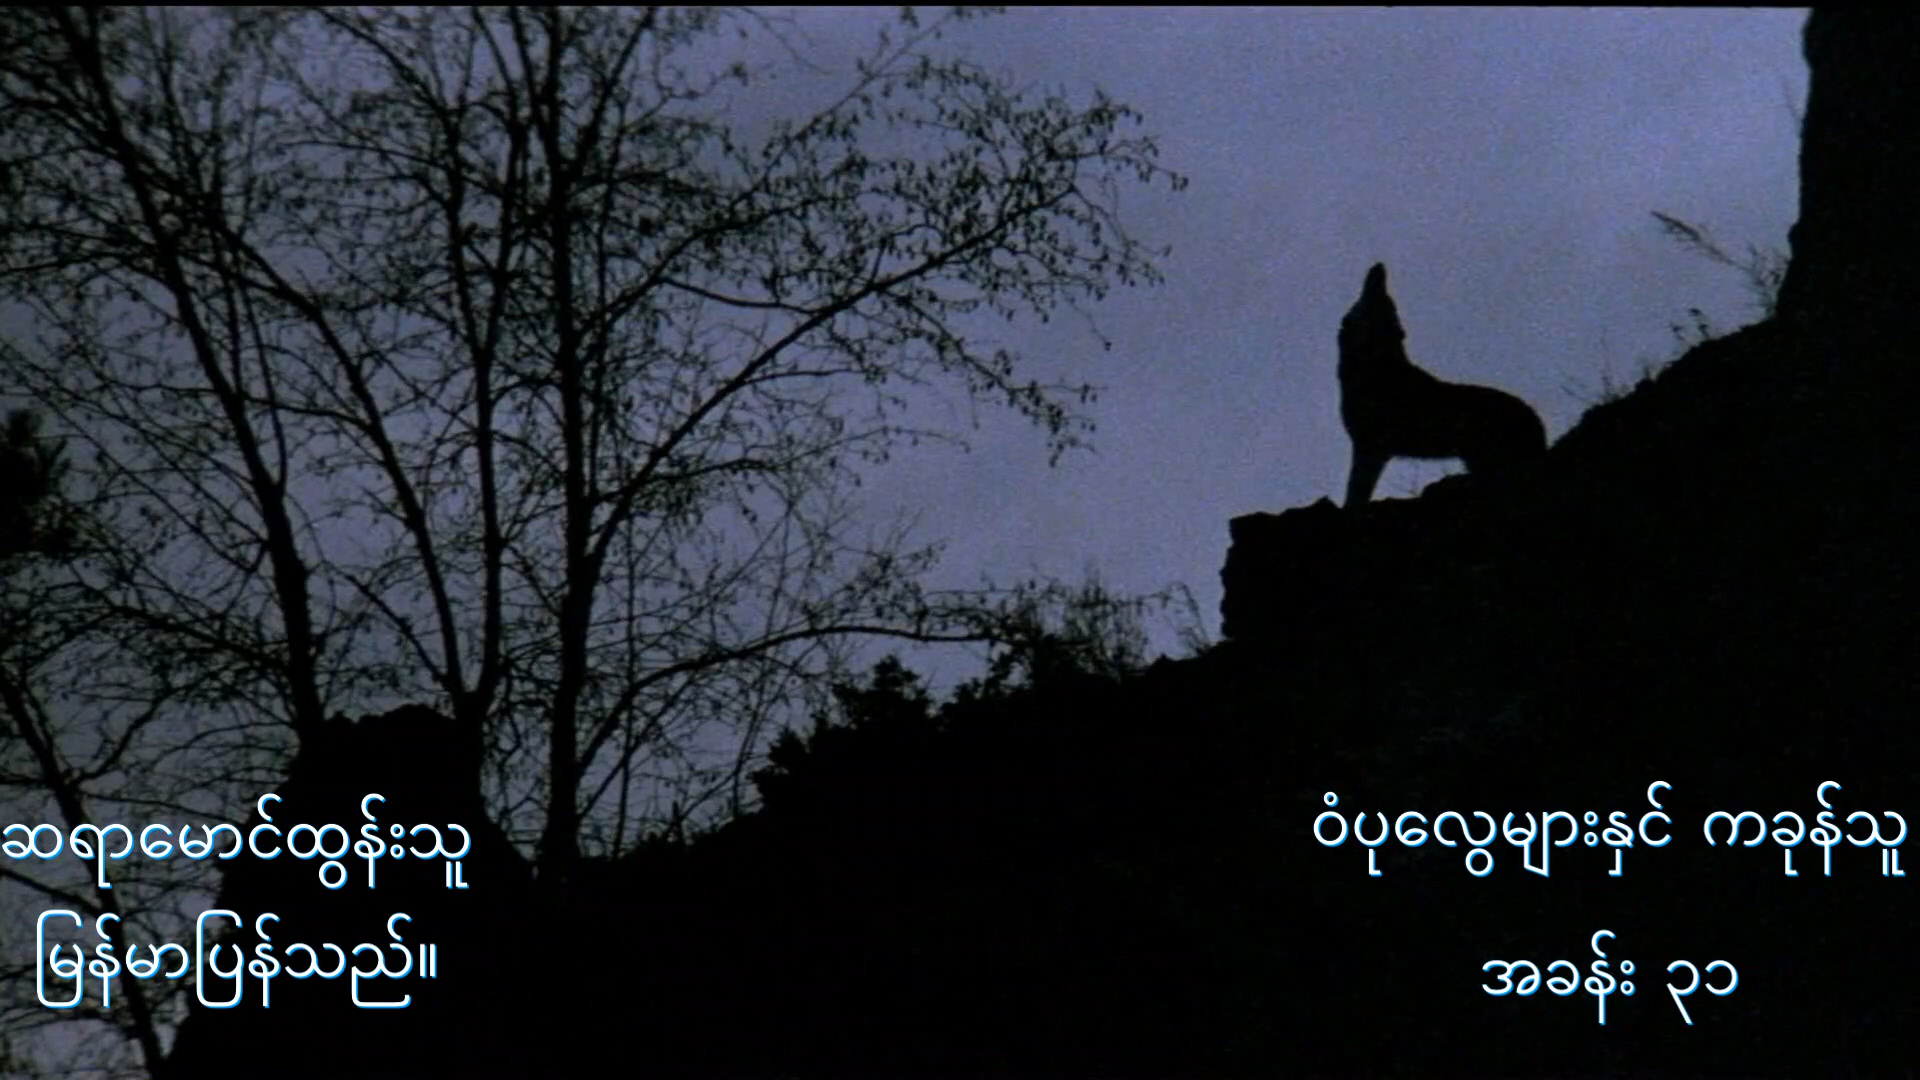 ဆရာမောင်ထွန်းသူ
မြန်မာပြန်သည်။
ဝံပုလွေများနှင့် ကခုန်သူ
အခန်း ၃၁